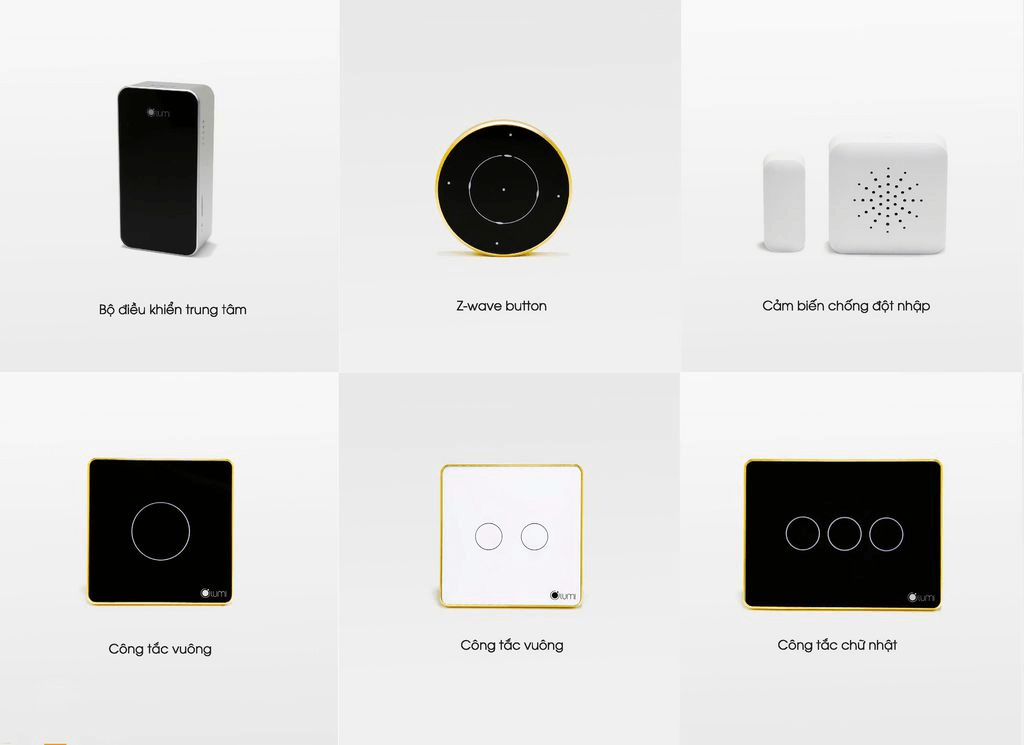 lumi
Bộ điều khiển trung tâm
Z-wave button
Cảm biến chống đột nhập
lumi
lumi
lumi
Công tắc vuông
Công tắc vuông
Công tắc chữ nhật